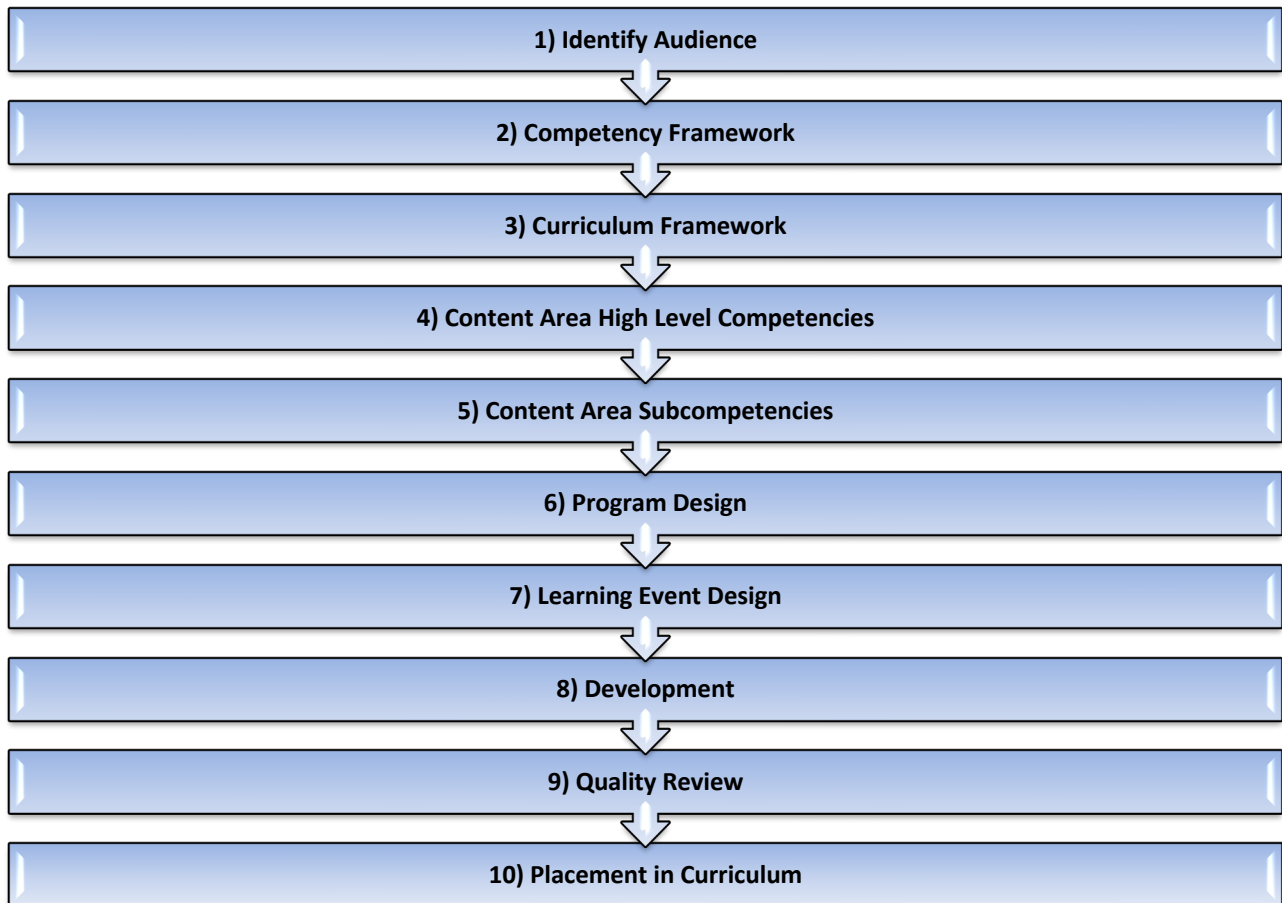 1) Identify Audience
2) Competency Framework
3) Curriculum Framework
4) Content Area High Level Competencies
5) Content Area Subcompetencies
6) Program Design
7) Learning Event Design
8) Development
9) Quality Review
10) Placement in Curriculum